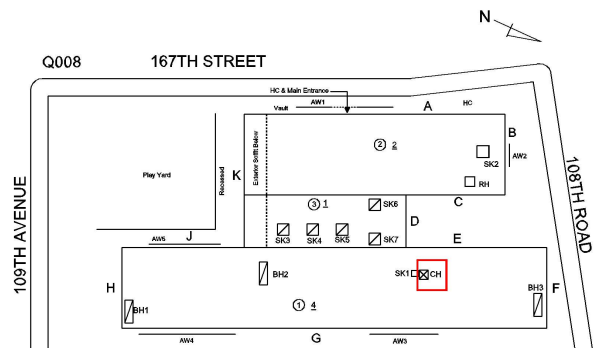 N
Q008
167TH STREET
HC & Main Entrance
Vault
AW1
A
HC
B
AW2
SK2
RH
K
Exterior Soffit Below
2 2
C
Play Yard
Recessed
3 1
SK6
D
SK3
SK4
SK5
SK7
E
J
AW5
109TH AVENUE
108TH ROAD
H
BH1
BH2
SK1
CH
BH3
F
1 4
AW4
G
AW3